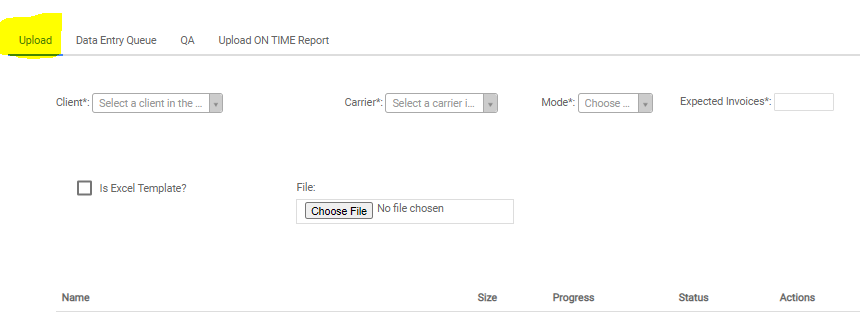 Upload Data Entry Queue QA Upload ON TIME Report
Client*: Select a client in the ... Carrier*: Select a carrier i... Mode*: Choose ... Expected Invoices*:
Is Excel Template? File:
Choose File No file chosen
Name Size Progress Status Actions